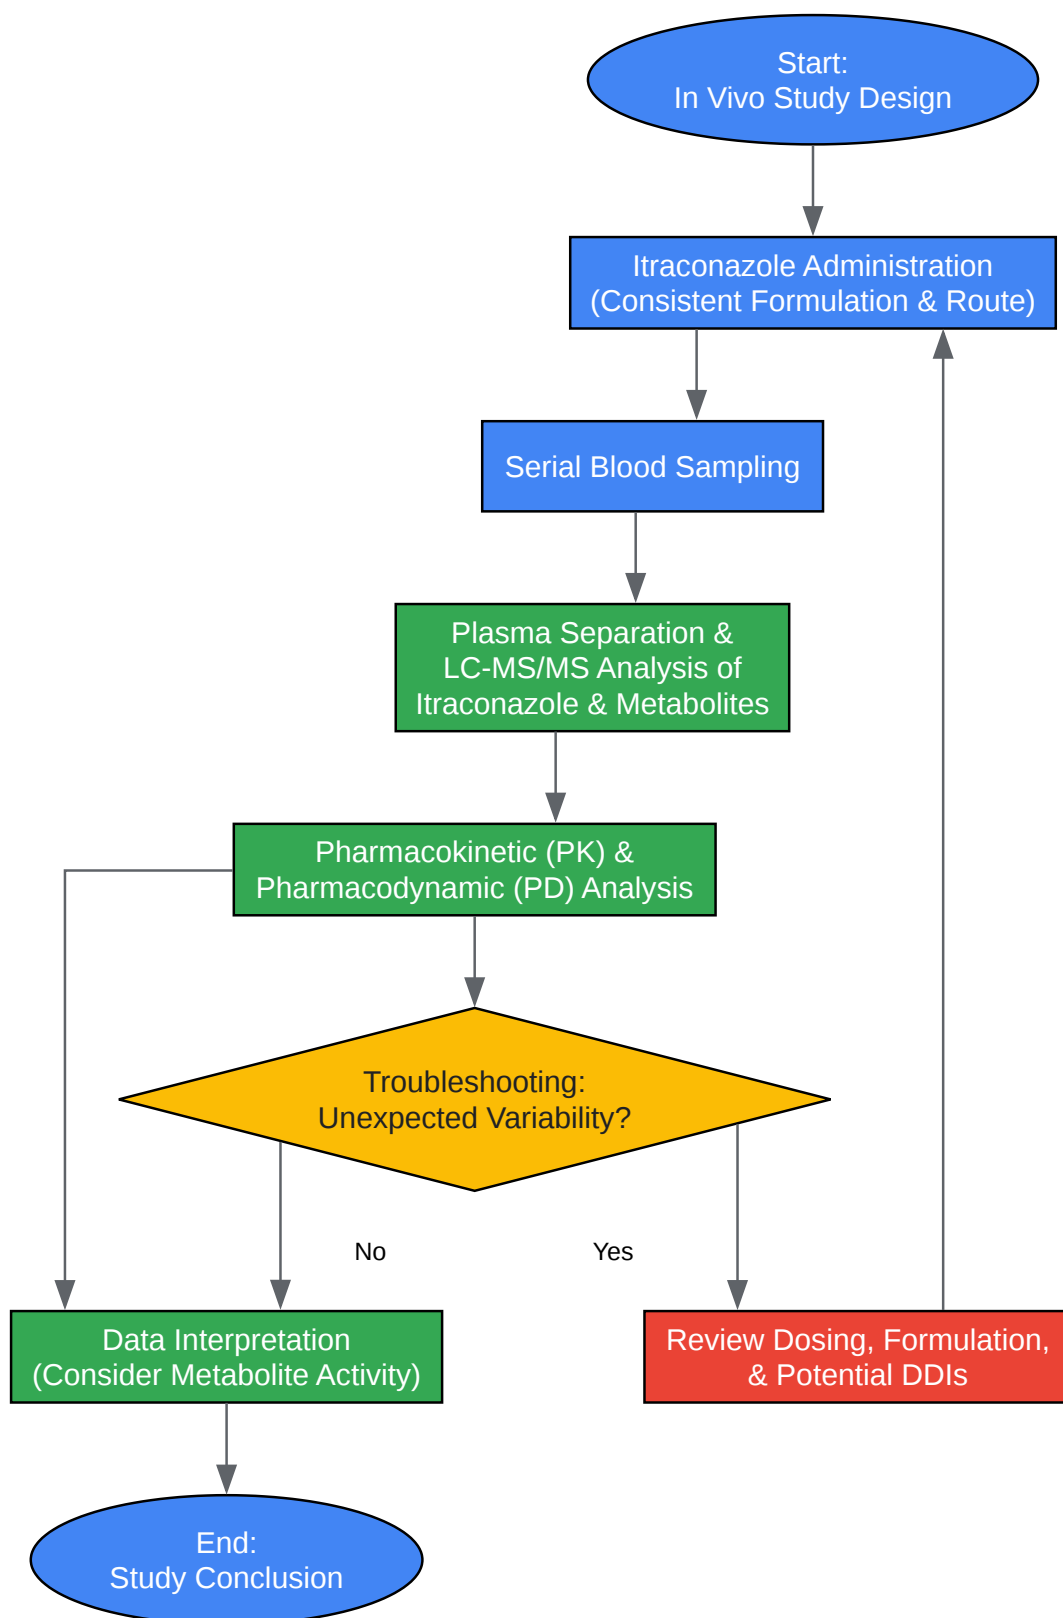 Start:
In Vivo Study Design
Itraconazole Administration
(Consistent Formulation & Route)
Serial Blood Sampling
Plasma Separation &
LC-MS/MS Analysis of
Itraconazole & Metabolites
Pharmacokinetic (PK) &
Pharmacodynamic (PD) Analysis
Troubleshooting:
Unexpected Variability?
No
Yes
Data Interpretation
(Consider Metabolite Activity)
Review Dosing, Formulation,
& Potential DDIs
End:
Study Conclusion